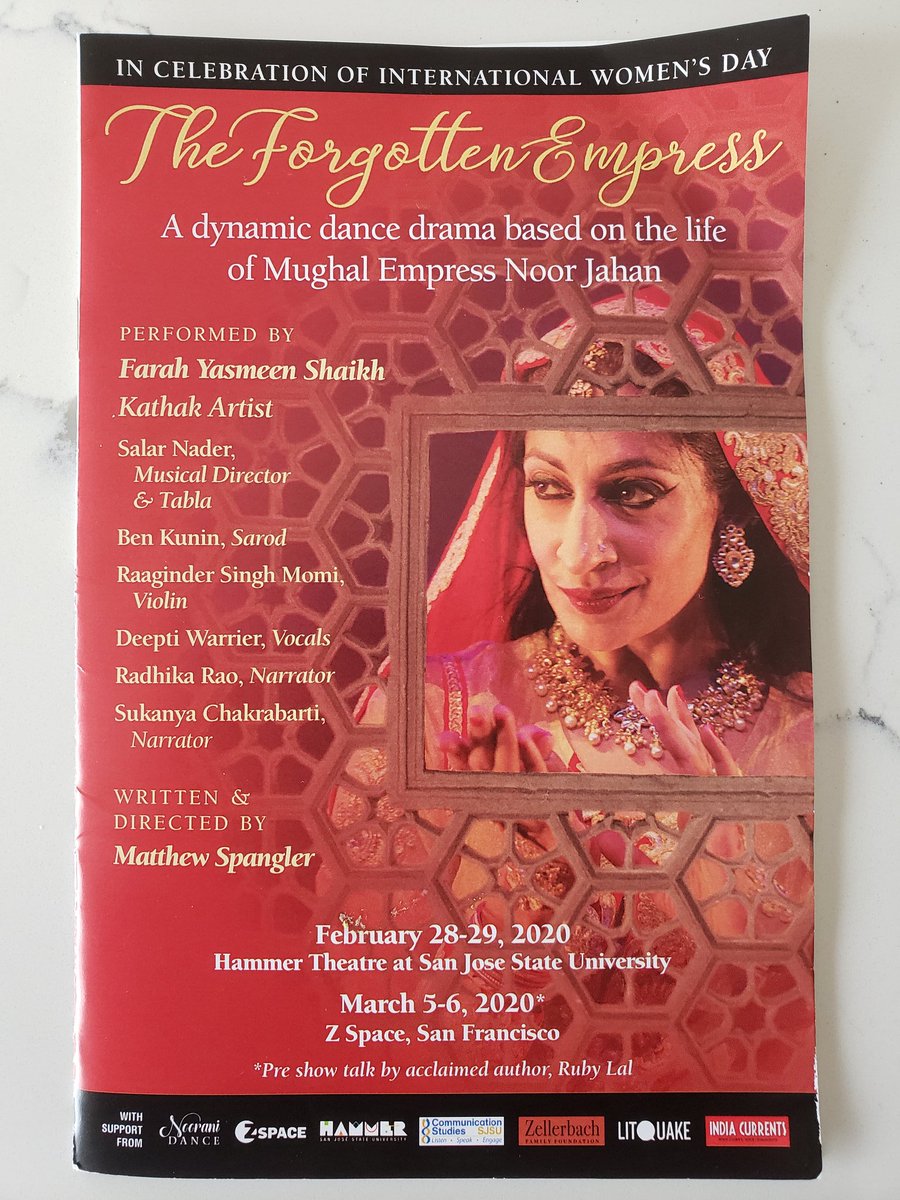 IN CELEBRATION OF INTERNATIONAL WOMEN'S DAY
The Forgotten Empress
A dynamic dance drama based on the life
of Mughal Empress Noor Jahan
PERFORMED BY
Farah Yasmeen Shaikh
Kathak Artist
Salar Nader,
Musical Director
& Tabla
Ben Kunin, Sarod
Raaginder Singh Momi,
Violin
Deepti Warrier, Vocals
Radhika Rao, Narrator
Sukanya Chakrabarti,
Narrator
WRITTEN &
DIRECTED BY
Matthew Spangler
February 28-29, 2020
Hammer Theatre at San Jose State University
March 5-6, 2020*
Z Space, San Francisco
*Pre show talk by acclaimed author, Ruby Lal
WITH
SUPPORT
FROM
Noorani
DANCE
Z SPACE
HAMMER
SAN JOSÉ STATE UNIVERSITY
Communication
Studies SJSU
Listen · Speak · Engage
Zellerbach
FAMILY FOUNDATION
LITQUAKE
INDIA CURRENTS